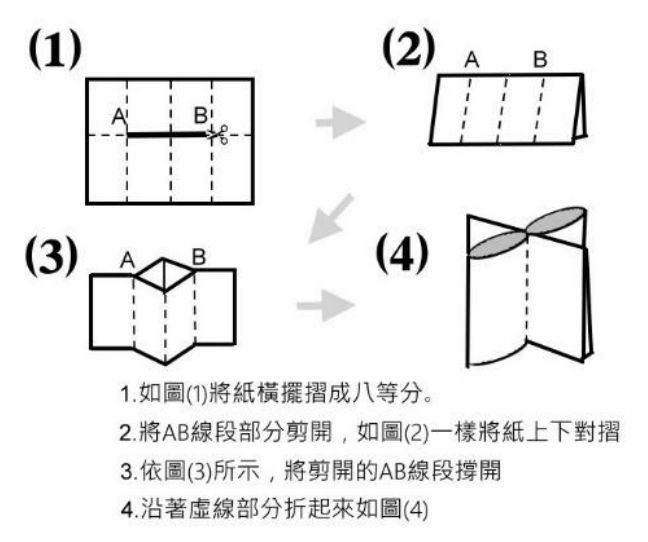 (1)
A
B
(2)
A
B
(3)
A
B
(4)
1.如圖(1)將紙橫擺摺成八等分。
2.將AB線段部分剪開，如圖(2)一樣將紙上下對摺
3.依圖(3)所示，將剪開的AB線段撐開
4.沿著虛線部分折起來如圖(4)